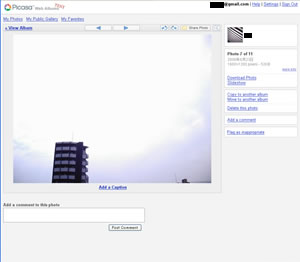 Picasa Web Albums
@gmail.com | Help | Settings | Sign Out
My Photos My Public Gallery My Favorites
« View Album
Share Photo
Photo 7 of 11
more info
Download Photo
Slideshow
Copy to another album
Move to another album
Delete this photo
Add a comment
Flag as inappropriate
Add a Caption
Add a comment to this photo
Post Comment